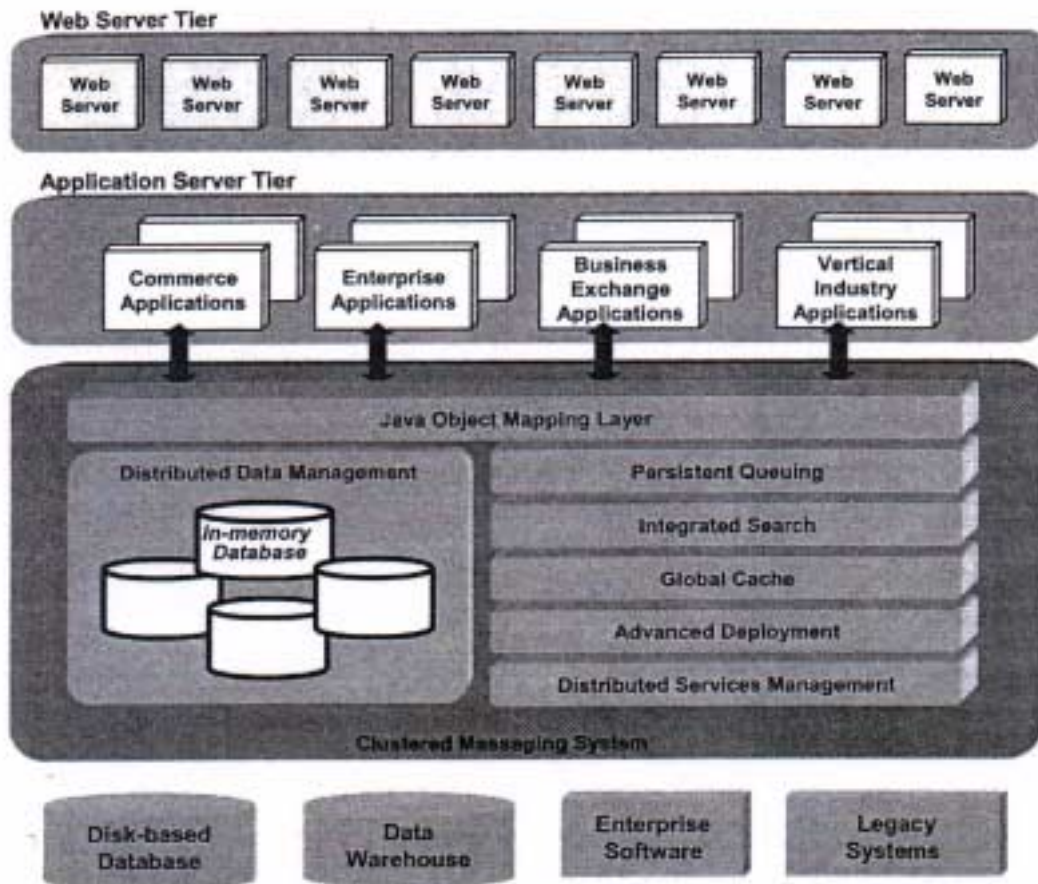 Web Server Tier
Web Server
Web Server
Web Server
Web Server
Web Server
Web Server
Web Server
Web Server
Application Server Tier
Commerce Applications
Enterprise Applications
Business Exchange Applications
Vertical Industry Applications
Java Object Mapping Layer
Distributed Data Management
In-memory Database
Persistent Queuing
Integrated Search
Global Cache
Advanced Deployment
Distributed Services Management
Clustered Massaging System
Disk-based Database
Data Warehouse
Enterprise Software
Legacy Systems